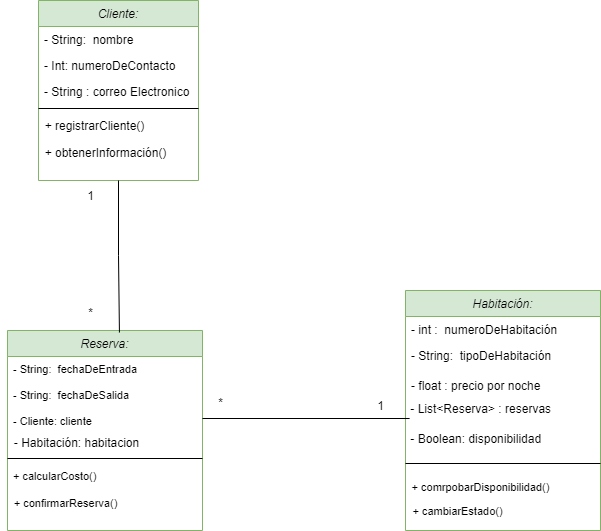 Cliente:
- String: nombre
- Int: numeroDeContacto
- String : correo Electronico
+ registrarCliente()
+ obtenerInformación()
1
*
Reserva:
- String: fechaDeEntrada
- String: fechaDeSalida
- Cliente: cliente
- Habitación: habitacion
+ calcularCosto()
+ confirmarReserva()
*
1
Habitación:
- int : numeroDeHabitación
- String: tipoDeHabitación
- float : precio por noche
- List<Reserva> : reservas
- Boolean: disponibilidad
+ comrpobarDisponibilidad()
+ cambiarEstado()